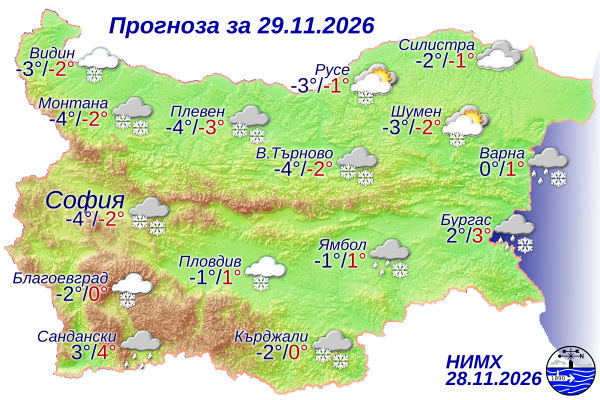 Прогноза за 29.11.2026
Видин
-3°/-2°
Силистра
-2°/-1°
Русе
-3°/-1°
Монтана
-4°/-2°
Плевен
-4°/-3°
Шумен
-3°/-2°
В.Търново
-4°/-2°
Варна
0°/1°
София
-4°/-2°
Бургас
2°/3°
Ямбол
-1°/1°
Пловдив
-1°/1°
Благоевград
-2°/0°
Сандански
3°/4°
Кърджали
-2°/0°
НИМХ
28.11.2026
N
1890